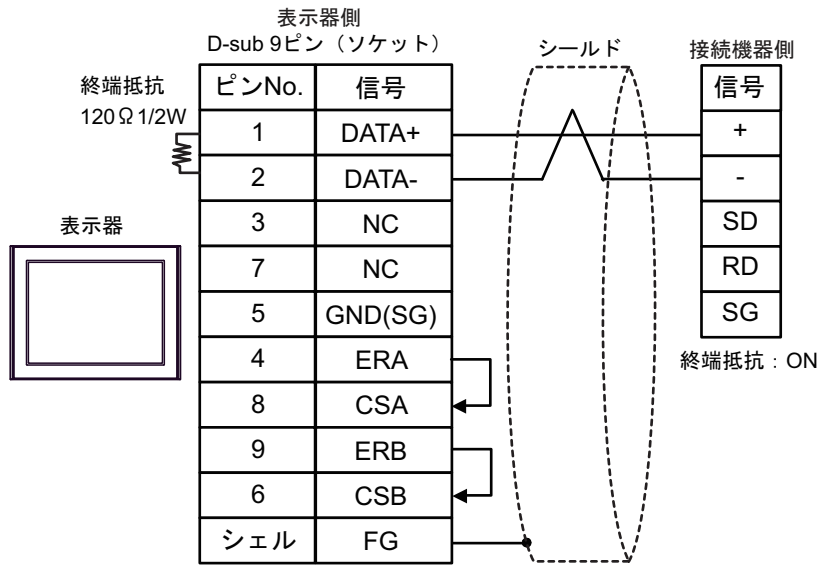 表示器側
D-sub 9ピン（ソケット）
シールド
接続機器側
終端抵抗
120Ω1/2W
ピンNo. 信号
信号
1 DATA+
+
2 DATA-
-
表示器
3 NC
SD
7 NC
RD
5 GND(SG)
SG
4 ERA
終端抵抗：ON
8 CSA
9 ERB
6 CSB
シェル FG